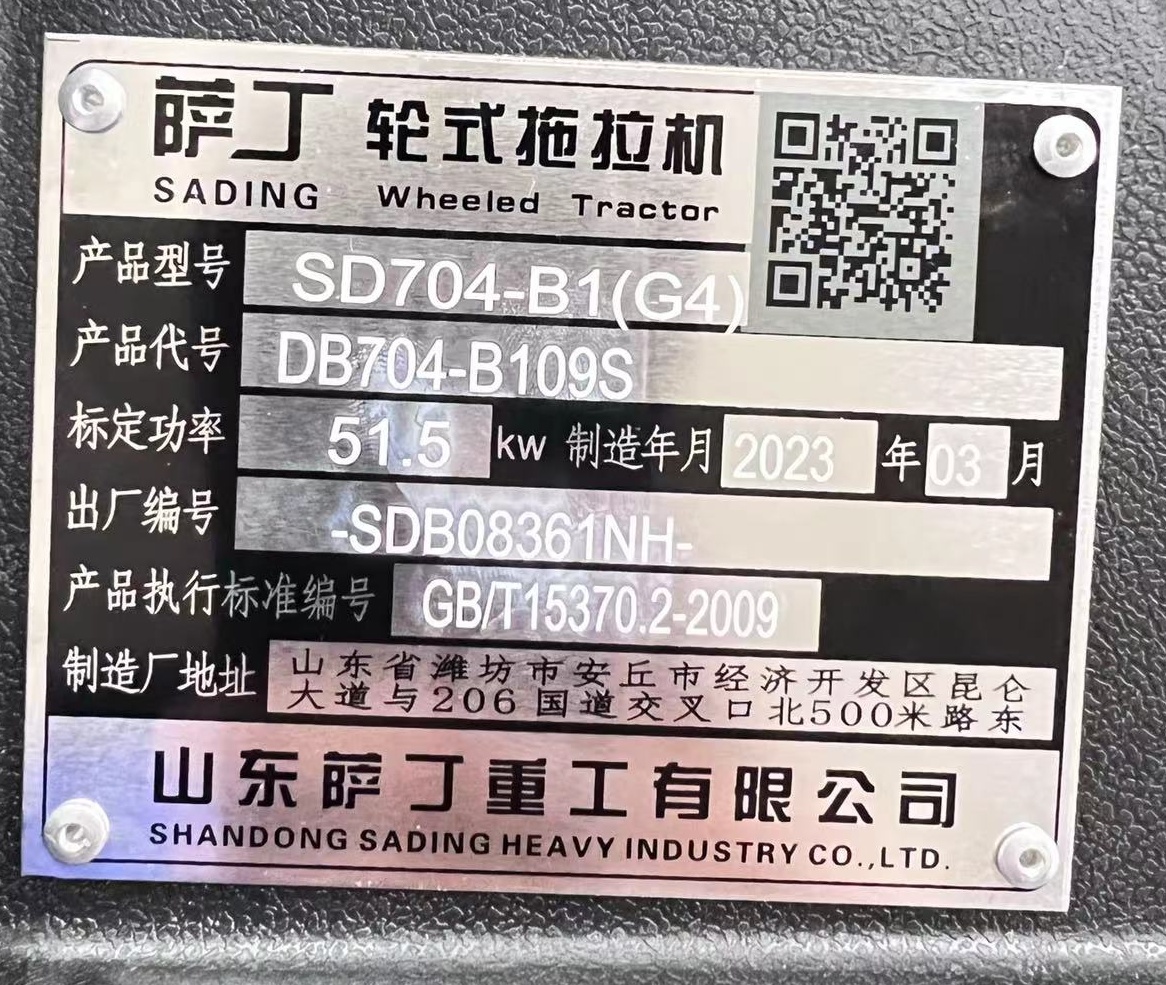 萨丁 轮式拖拉机
SADING Wheeled Tractor
产品型号 SD704-B1(G4)
产品代号 DB704-B109S
标定功率 51.5 kw 制造年月 2023 年 03 月
出厂编号 -SDB08361NH-
产品执行标准编号 GB/T15370.2-2009
制造厂地址 山东省潍坊市安丘市经济开发区昆仑
大道与206国道交叉口北500米路东
山东萨丁重工有限公司
SHANDONG SADING HEAVY INDUSTRY CO.,LTD.